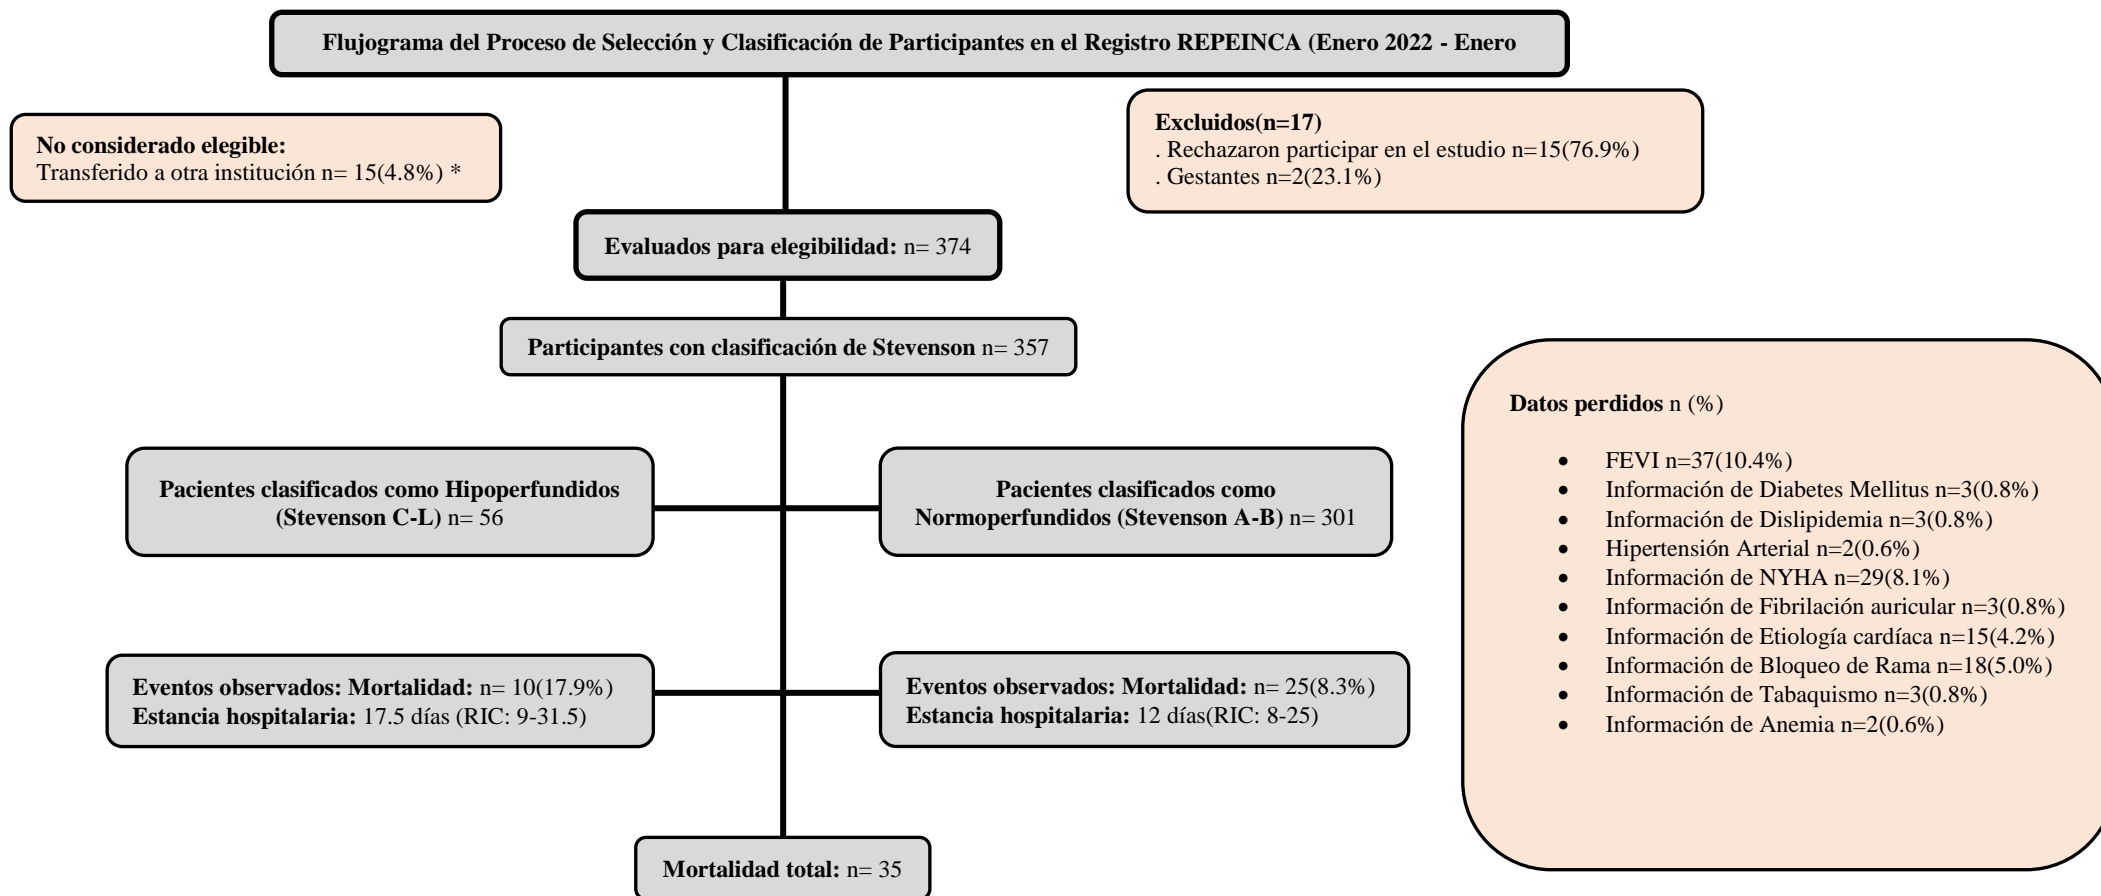 Flujograma del Proceso de Selección y Clasificación de Participantes en el Registro REPEINCA (Enero 2022 - Enero
No considerado elegible:
Transferido a otra institución n= 15(4.8%) *
Excluidos(n=17)
. Rechazaron participar en el estudio n=15(76.9%)
. Gestantes n=2(23.1%)
Evaluados para elegibilidad: n= 374
Participantes con clasificación de Stevenson n= 357
Pacientes clasificados como Hipoperfundidos
(Stevenson C-L) n= 56
Pacientes clasificados como
Normoperfundidos (Stevenson A-B) n= 301
Eventos observados: Mortalidad: n= 10(17.9%)
Estancia hospitalaria: 17.5 días (RIC: 9-31.5)
Eventos observados: Mortalidad: n= 25(8.3%)
Estancia hospitalaria: 12 días(RIC: 8-25)
Mortalidad total: n= 35
Datos perdidos n (%)
• FEVI n=37(10.4%)
• Información de Diabetes Mellitus n=3(0.8%)
• Información de Dislipidemia n=3(0.8%)
• Hipertensión Arterial n=2(0.6%)
• Información de NYHA n=29(8.1%)
• Información de Fibrilación auricular n=3(0.8%)
• Información de Etiología cardíaca n=15(4.2%)
• Información de Bloqueo de Rama n=18(5.0%)
• Información de Tabaquismo n=3(0.8%)
• Información de Anemia n=2(0.6%)